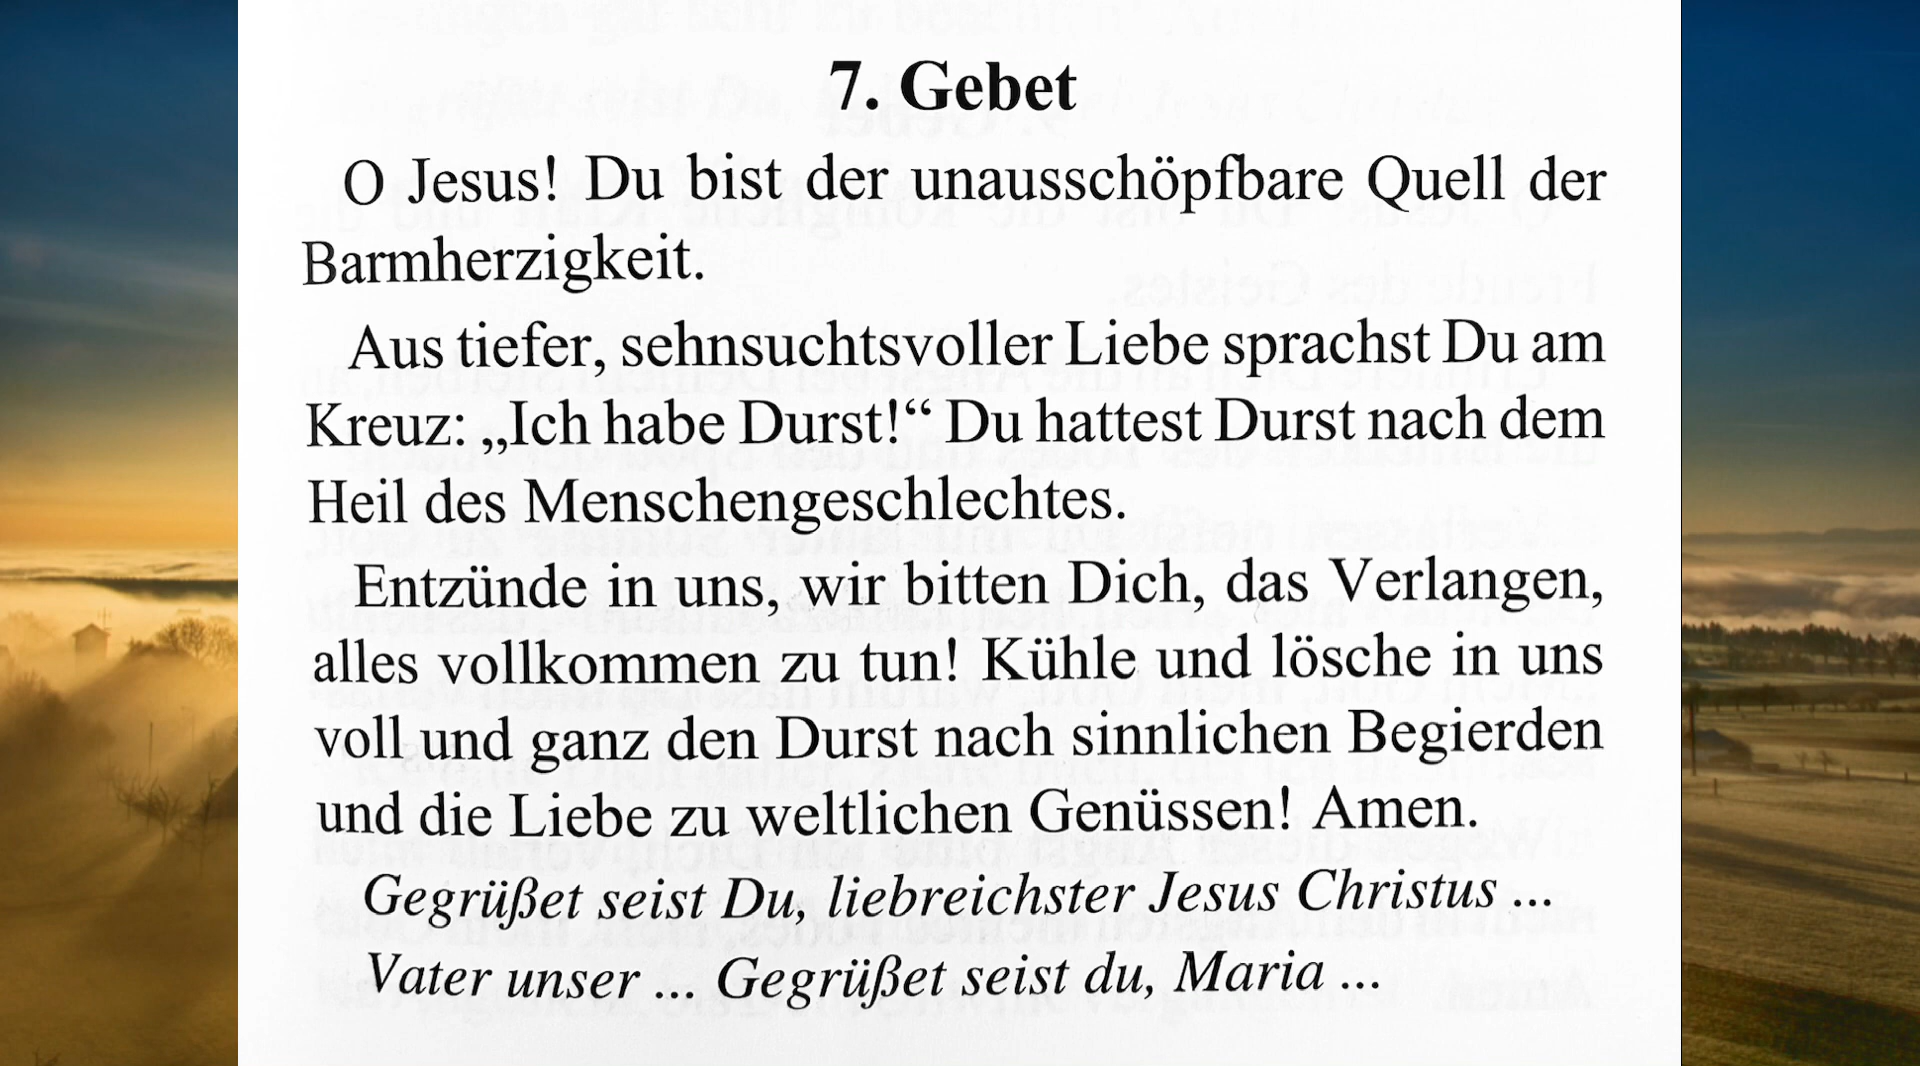 7. Gebet
O Jesus! Du bist der unausschöpfbare Quell der
Barmherzigkeit.
Aus tiefer, sehnsuchtsvoller Liebe sprachst Du am
Kreuz: „Ich habe Durst!“ Du hattest Durst nach dem
Heil des Menschengeschlechtes.
Entzünde in uns, wir bitten Dich, das Verlangen,
alles vollkommen zu tun! Kühle und lösche in uns
voll und ganz den Durst nach sinnlichen Begierden
und die Liebe zu weltlichen Genüssen! Amen.
Gegrüßet seist Du, liebreichster Jesus Christus ...
Vater unser ... Gegrüßet seist du, Maria ...